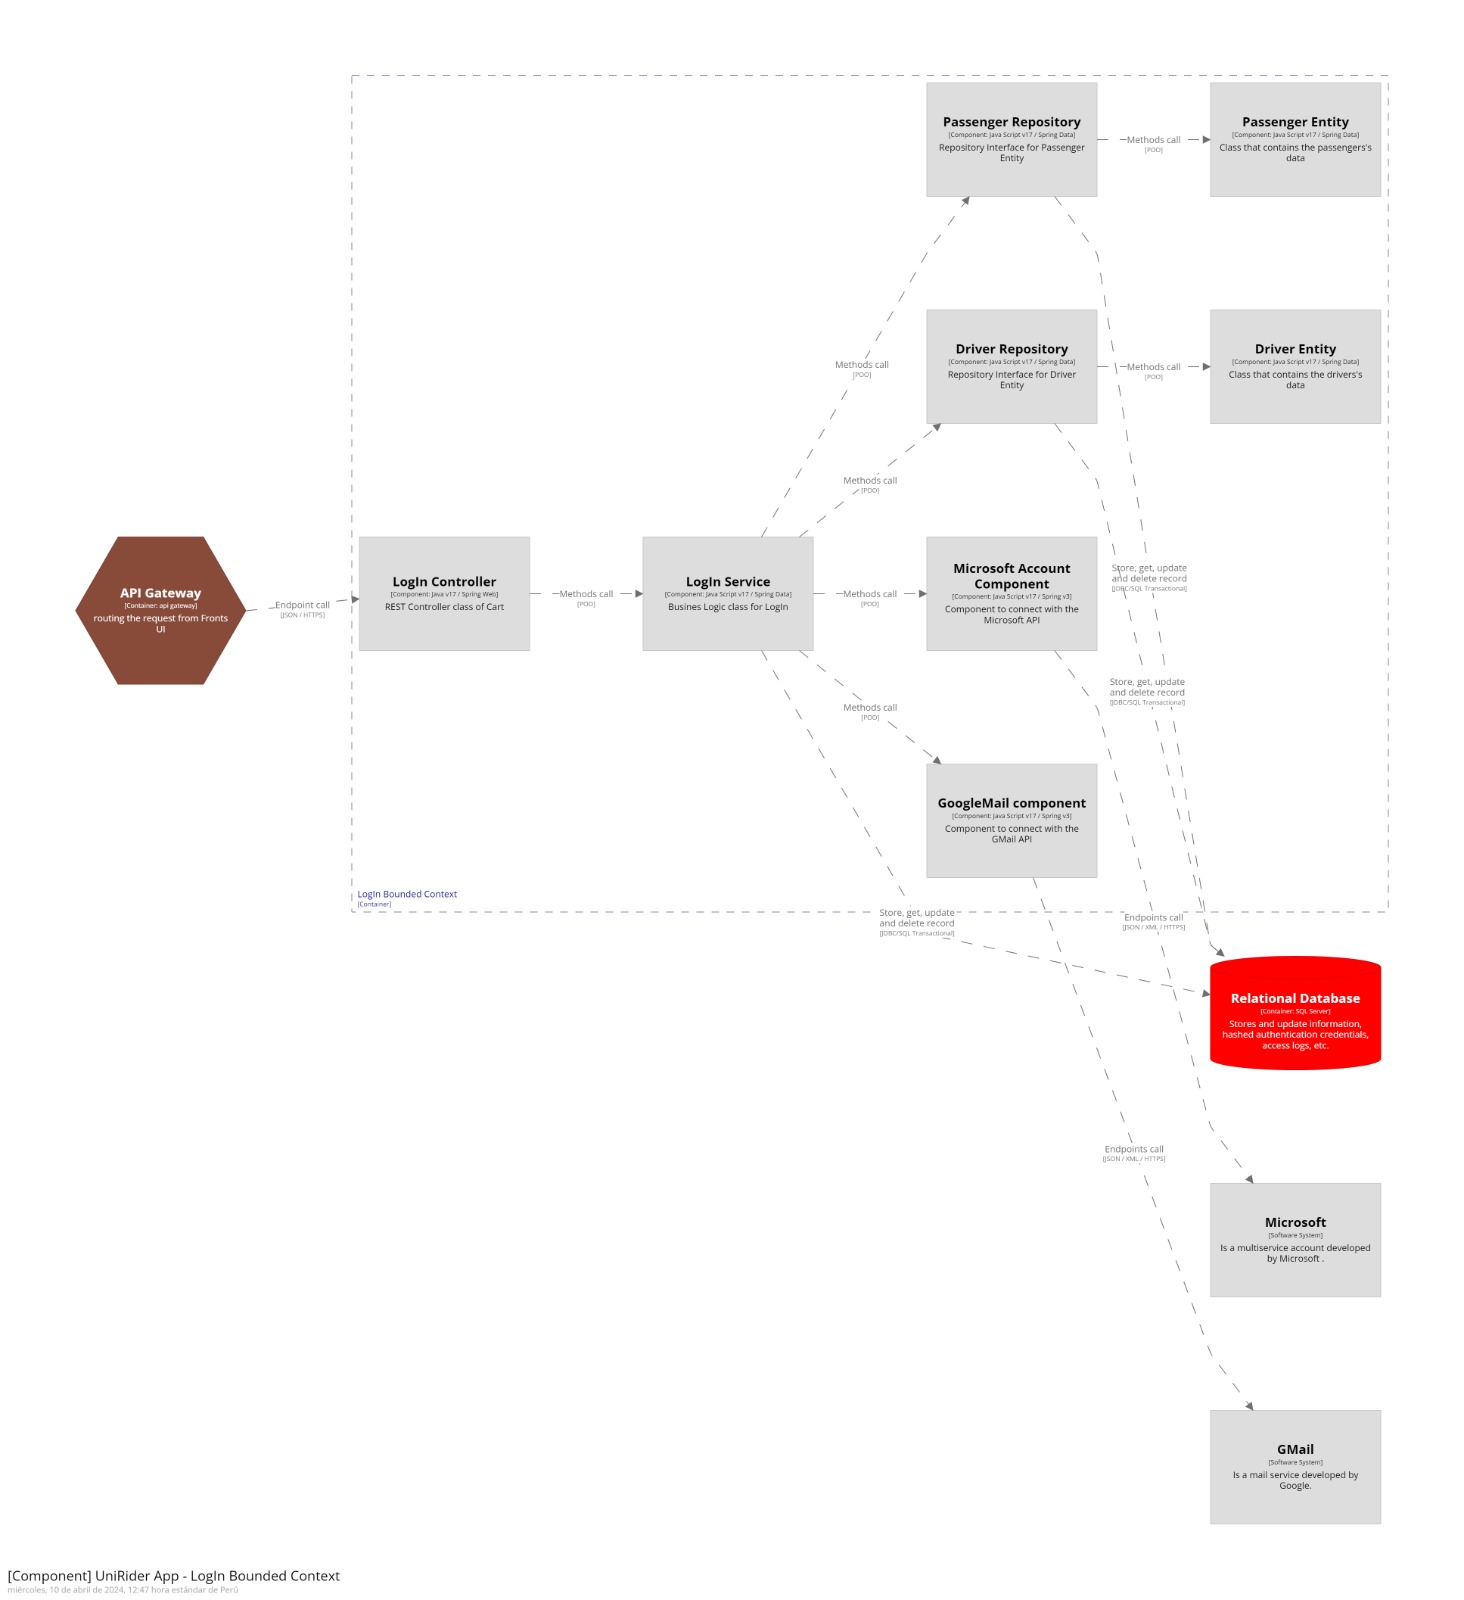 Passenger Repository
[Component: Java Script v17 / Spring Data]
Repository Interface for Passenger
Entity
Methods call
[POO]
Passenger Entity
[Component: Java Script v17 / Spring Data]
Class that contains the passengers's
data
Driver Repository
[Component: Java Script v17 / Spring Data]
Repository Interface for Driver
Entity
Methods call
[POO]
Driver Entity
[Component: Java Script v17 / Spring Data]
Class that contains the drivers's
data
Methods call
[POO]
Methods call
[POO]
API Gateway
[Container: api gateway]
routing the request from Fronts
UI
Endpoint call
[JSON / HTTPS]
LogIn Controller
[Component: Java v17 / Spring Web]
REST Controller class of Cart
Methods call
[POO]
LogIn Service
[Component: Java Script v17 / Spring Data]
Busines Logic class for LogIn
Methods call
[POO]
Microsoft Account
Component
[Component: Java Script v17 / Spring v3]
Component to connect with the
Microsoft API
Store, get, update
and delete record
[JDBC/SQL Transactional]
Store, get, update
and delete record
[JDBC/SQL Transactional]
Methods call
[POO]
GoogleMail component
[Component: Java Script v17 / Spring v3]
Component to connect with the
GMail API
LogIn Bounded Context
[Container]
Store, get, update
and delete record
[JDBC/SQL Transactional]
Endpoints call
[JSON / XML / HTTPS]
Relational Database
[Container: SQL Server]
Stores and update information,
hashed authentication credentials,
access logs, etc.
Endpoints call
[JSON / XML / HTTPS]
Microsoft
[Software System]
Is a multiservice account developed
by Microsoft .
GMail
[Software System]
Is a mail service developed by
Google.
[Component] UniRider App - LogIn Bounded Context
miércoles, 10 de abril de 2024, 12:47 hora estándar de Perú